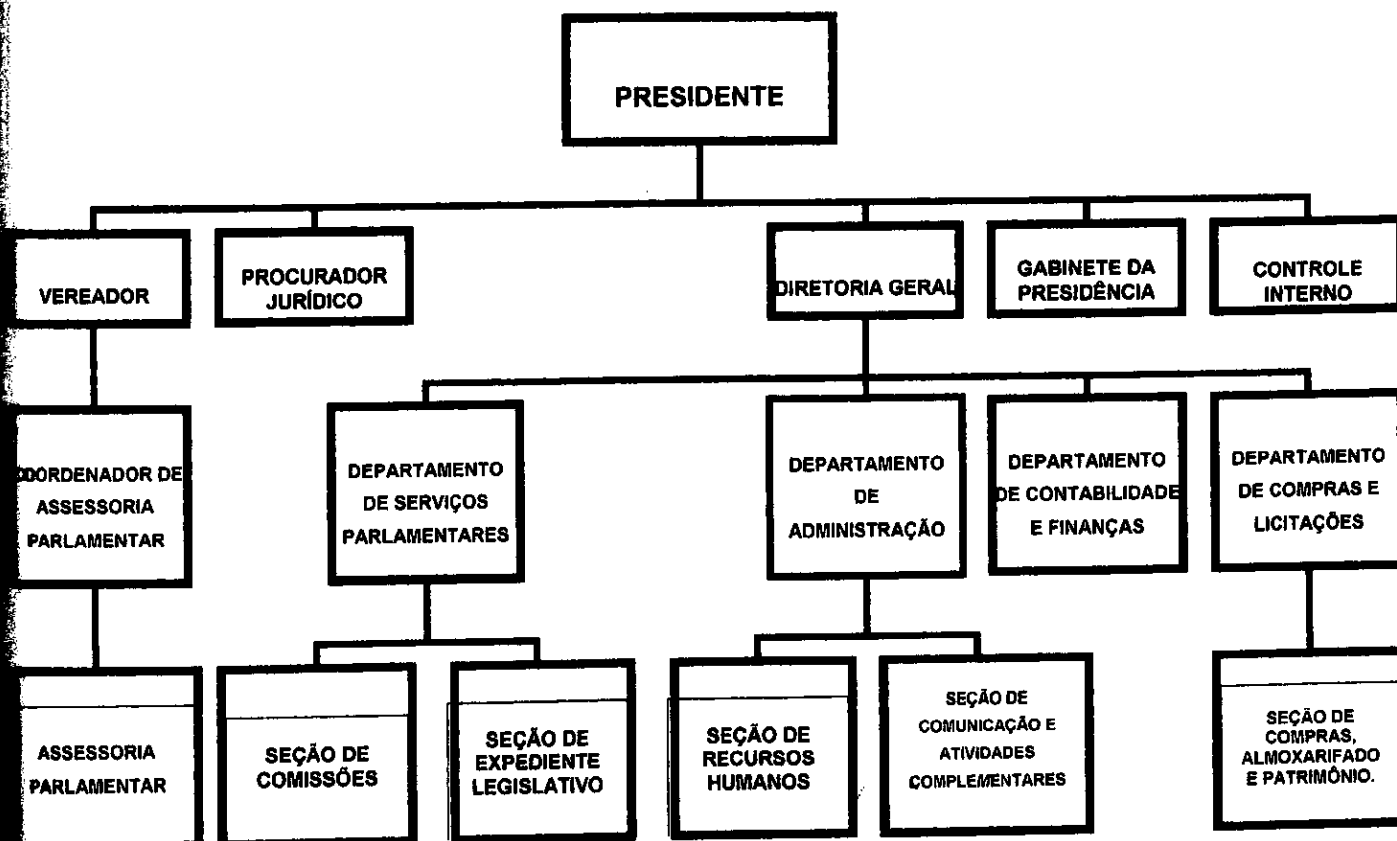 PRESIDENTE
VEREADOR
PROCURADOR
JURÍDICO
DIRETORIA GERAL
GABINETE DA
PRESIDÊNCIA
CONTROLE
INTERNO
COORDENADOR DE
ASSESSORIA
PARLAMENTAR
DEPARTAMENTO
DE SERVIÇOS
PARLAMENTARES
DEPARTAMENTO
DE
ADMINISTRAÇÃO
DEPARTAMENTO
DE CONTABILIDADE
E FINANÇAS
DEPARTAMENTO
DE COMPRAS E
LICITAÇÕES
ASSESSORIA
PARLAMENTAR
SEÇÃO DE
COMISSÕES
SEÇÃO DE
EXPEDIENTE
LEGISLATIVO
SEÇÃO DE
RECURSOS
HUMANOS
SEÇÃO DE
COMUNICAÇÃO E
ATIVIDADES
COMPLEMENTARES
SEÇÃO DE
COMPRAS,
ALMOXARIFADO
E PATRIMÔNIO.